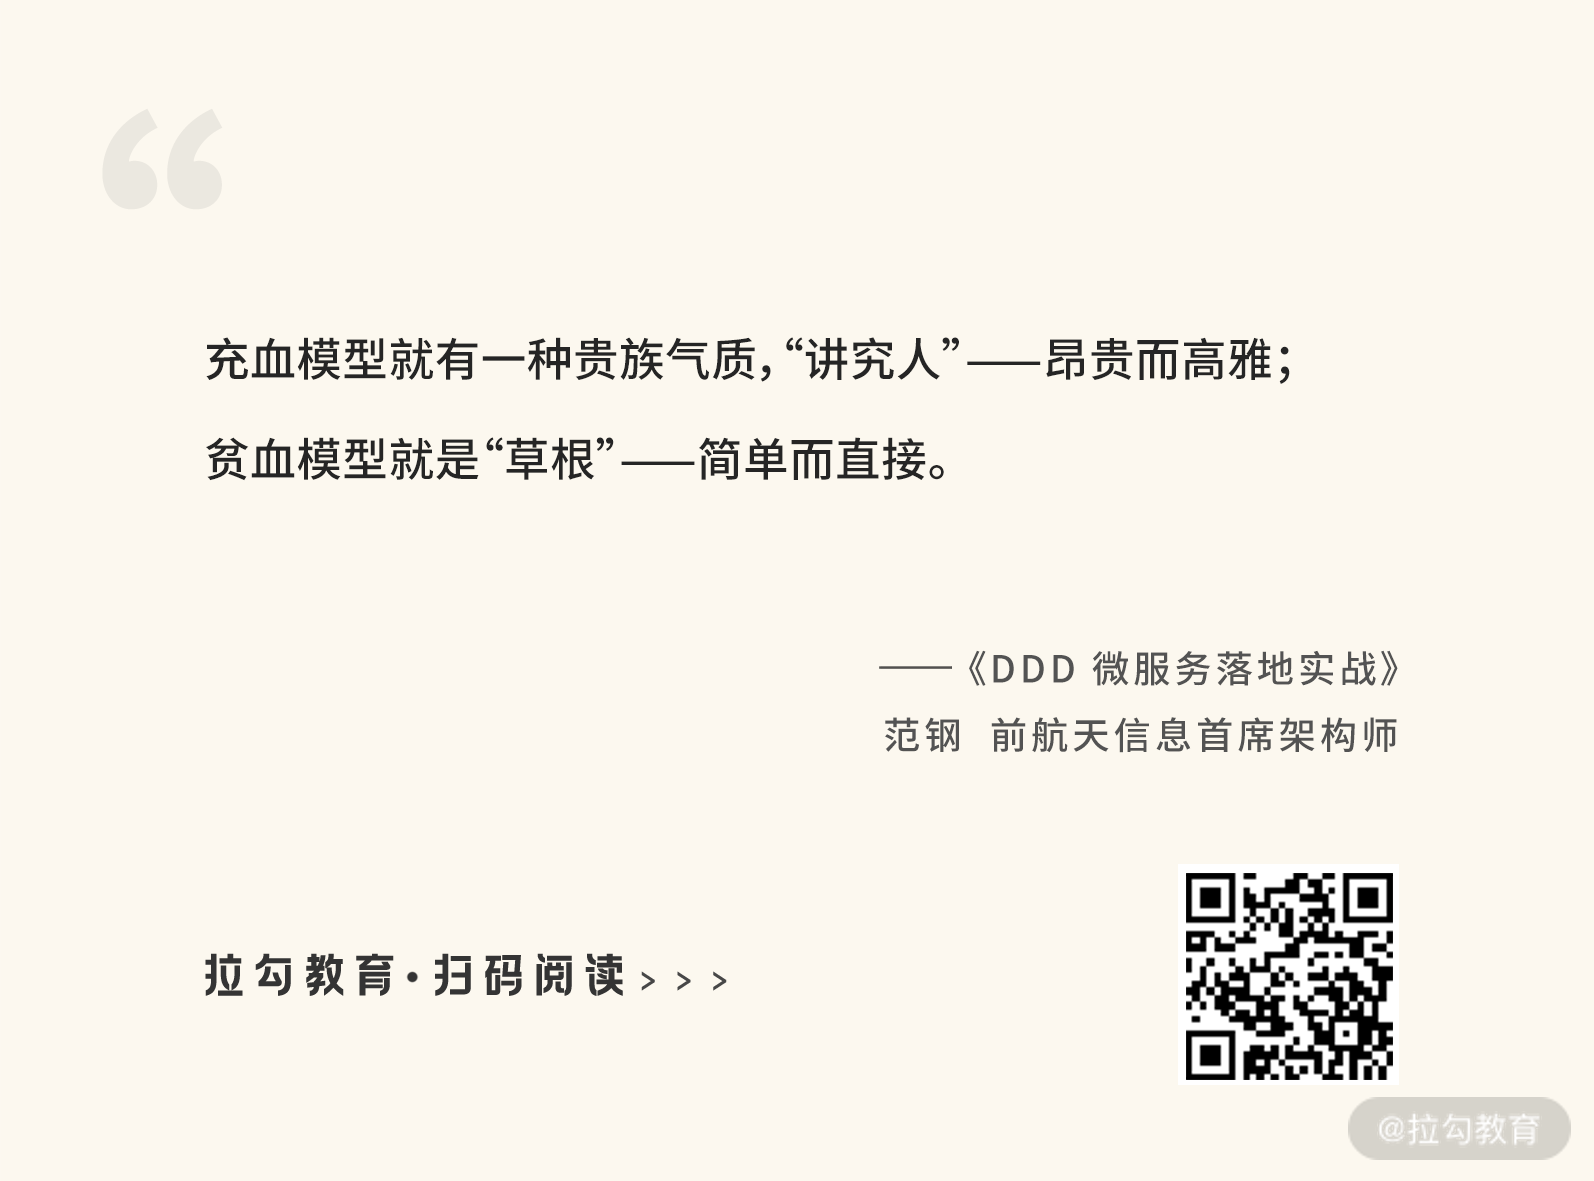 “
充血模型就有一种贵族气质，“讲究人”——昂贵而高雅；
贫血模型就是“草根”——简单而直接。
——《DDD 微服务落地实战》
范钢 前航天信息首席架构师
拉勾教育·扫码阅读 > > >
@拉勾教育